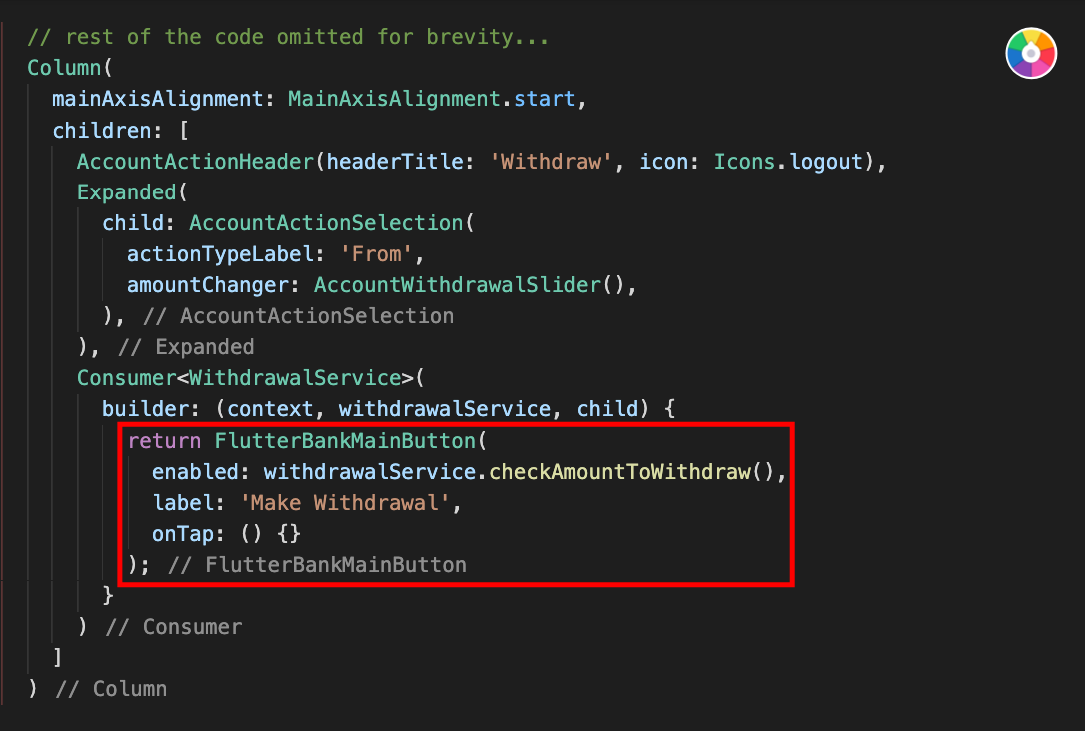 // rest of the code omitted for brevity...
Column(
  mainAxisAlignment: MainAxisAlignment.start,
  children: [
    AccountActionHeader(headerTitle: 'Withdraw', icon: Icons.logout),
    Expanded(
      child: AccountActionSelection(
        actionTypeLabel: 'From',
        amountChanger: AccountWithdrawalSlider(),
      ), // AccountActionSelection
    ), // Expanded
    Consumer<WithdrawalService>(
      builder: (context, withdrawalService, child) {
        return FlutterBankMainButton(
          enabled: withdrawalService.checkAmountToWithdraw(),
          label: 'Make Withdrawal',
          onTap: () {}
        ); // FlutterBankMainButton
      }
    ) // Consumer
  ]
) // Column